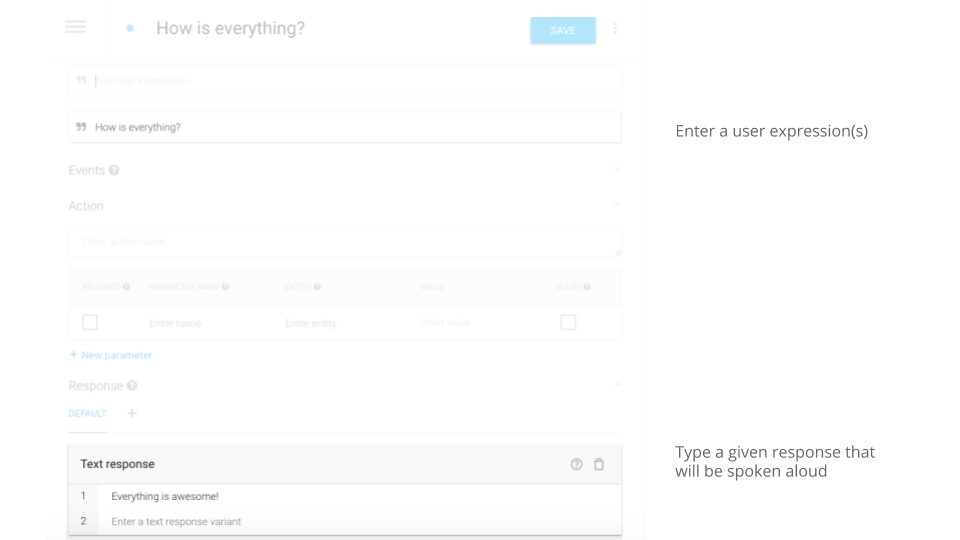 How is everything?
SAVE
Add user expression
How is everything?
Enter a user expression(s)
Events
Action
Enter action name
REQUIRED PARAMETER NAME ENTITY VALUE IS LIST
Enter name Enter entity Enter value
+ New parameter
Response
DEFAULT +
Text response
1 Everything is awesome!
2 Enter a text response variant
Type a given response that
will be spoken aloud